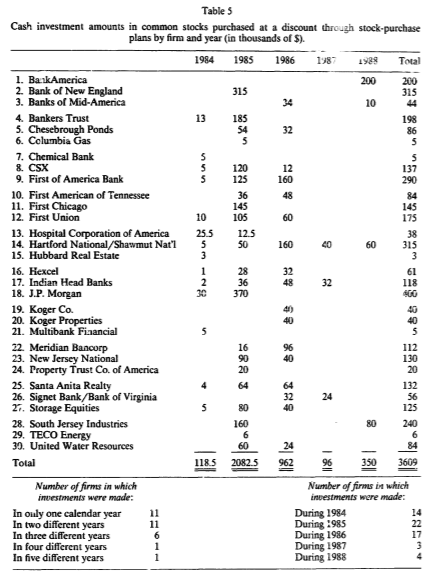 Table 5
Cash investment amounts in common stocks purchased at a discount through stock-purchase
plans by firm and year (in thousands of $).
1984 1985 1986 1987 1988 Total
1. BankAmerica 200 200
2. Bank of New England 315 315
3. Banks of Mid-America 34 10 44
4. Bankers Trust 13 185 198
5. Chesebrough Ponds 54 32 86
6. Columbia Gas 5 5
7. Chemical Bank 5 5
8. CSX 5 120 12 137
9. First of America Bank 5 125 160 290
10. First American of Tennessee 36 48 84
11. First Chicago 145 145
12. First Union 10 105 60 175
13. Hospital Corporation of America 25.5 12.5 38
14. Hartford National/Shawmut Nat'l 5 50 160 40 60 315
15. Hubbard Real Estate 3 3
16. Hexcel 1 28 32 61
17. Indian Head Banks 2 36 48 32 118
18. J.P. Morgan 30 370 400
19. Koger Co. 40 40
20. Koger Properties 40 40
21. Multibank Financial 5 5
22. Meridian Bancorp 16 96 112
23. New Jersey National 90 40 130
24. Property Trust Co. of America 20 20
25. Santa Anita Realty 4 64 64 132
26. Signet Bank/Bank of Virginia 32 24 56
27. Storage Equities 5 80 40 125
28. South Jersey Industries 160 80 240
29. TECO Energy 6 6
30. United Water Resources 60 24 84
Total 118.5 2082.5 962 96 350 3609
Number of firms in which
investments were made:
In only one calendar year 11
In two different years 11
In three different years 6
In four different years 1
In five different years 1
Number of firms in which
investments were made:
During 1984 14
During 1985 22
During 1986 17
During 1987 3
During 1988 4